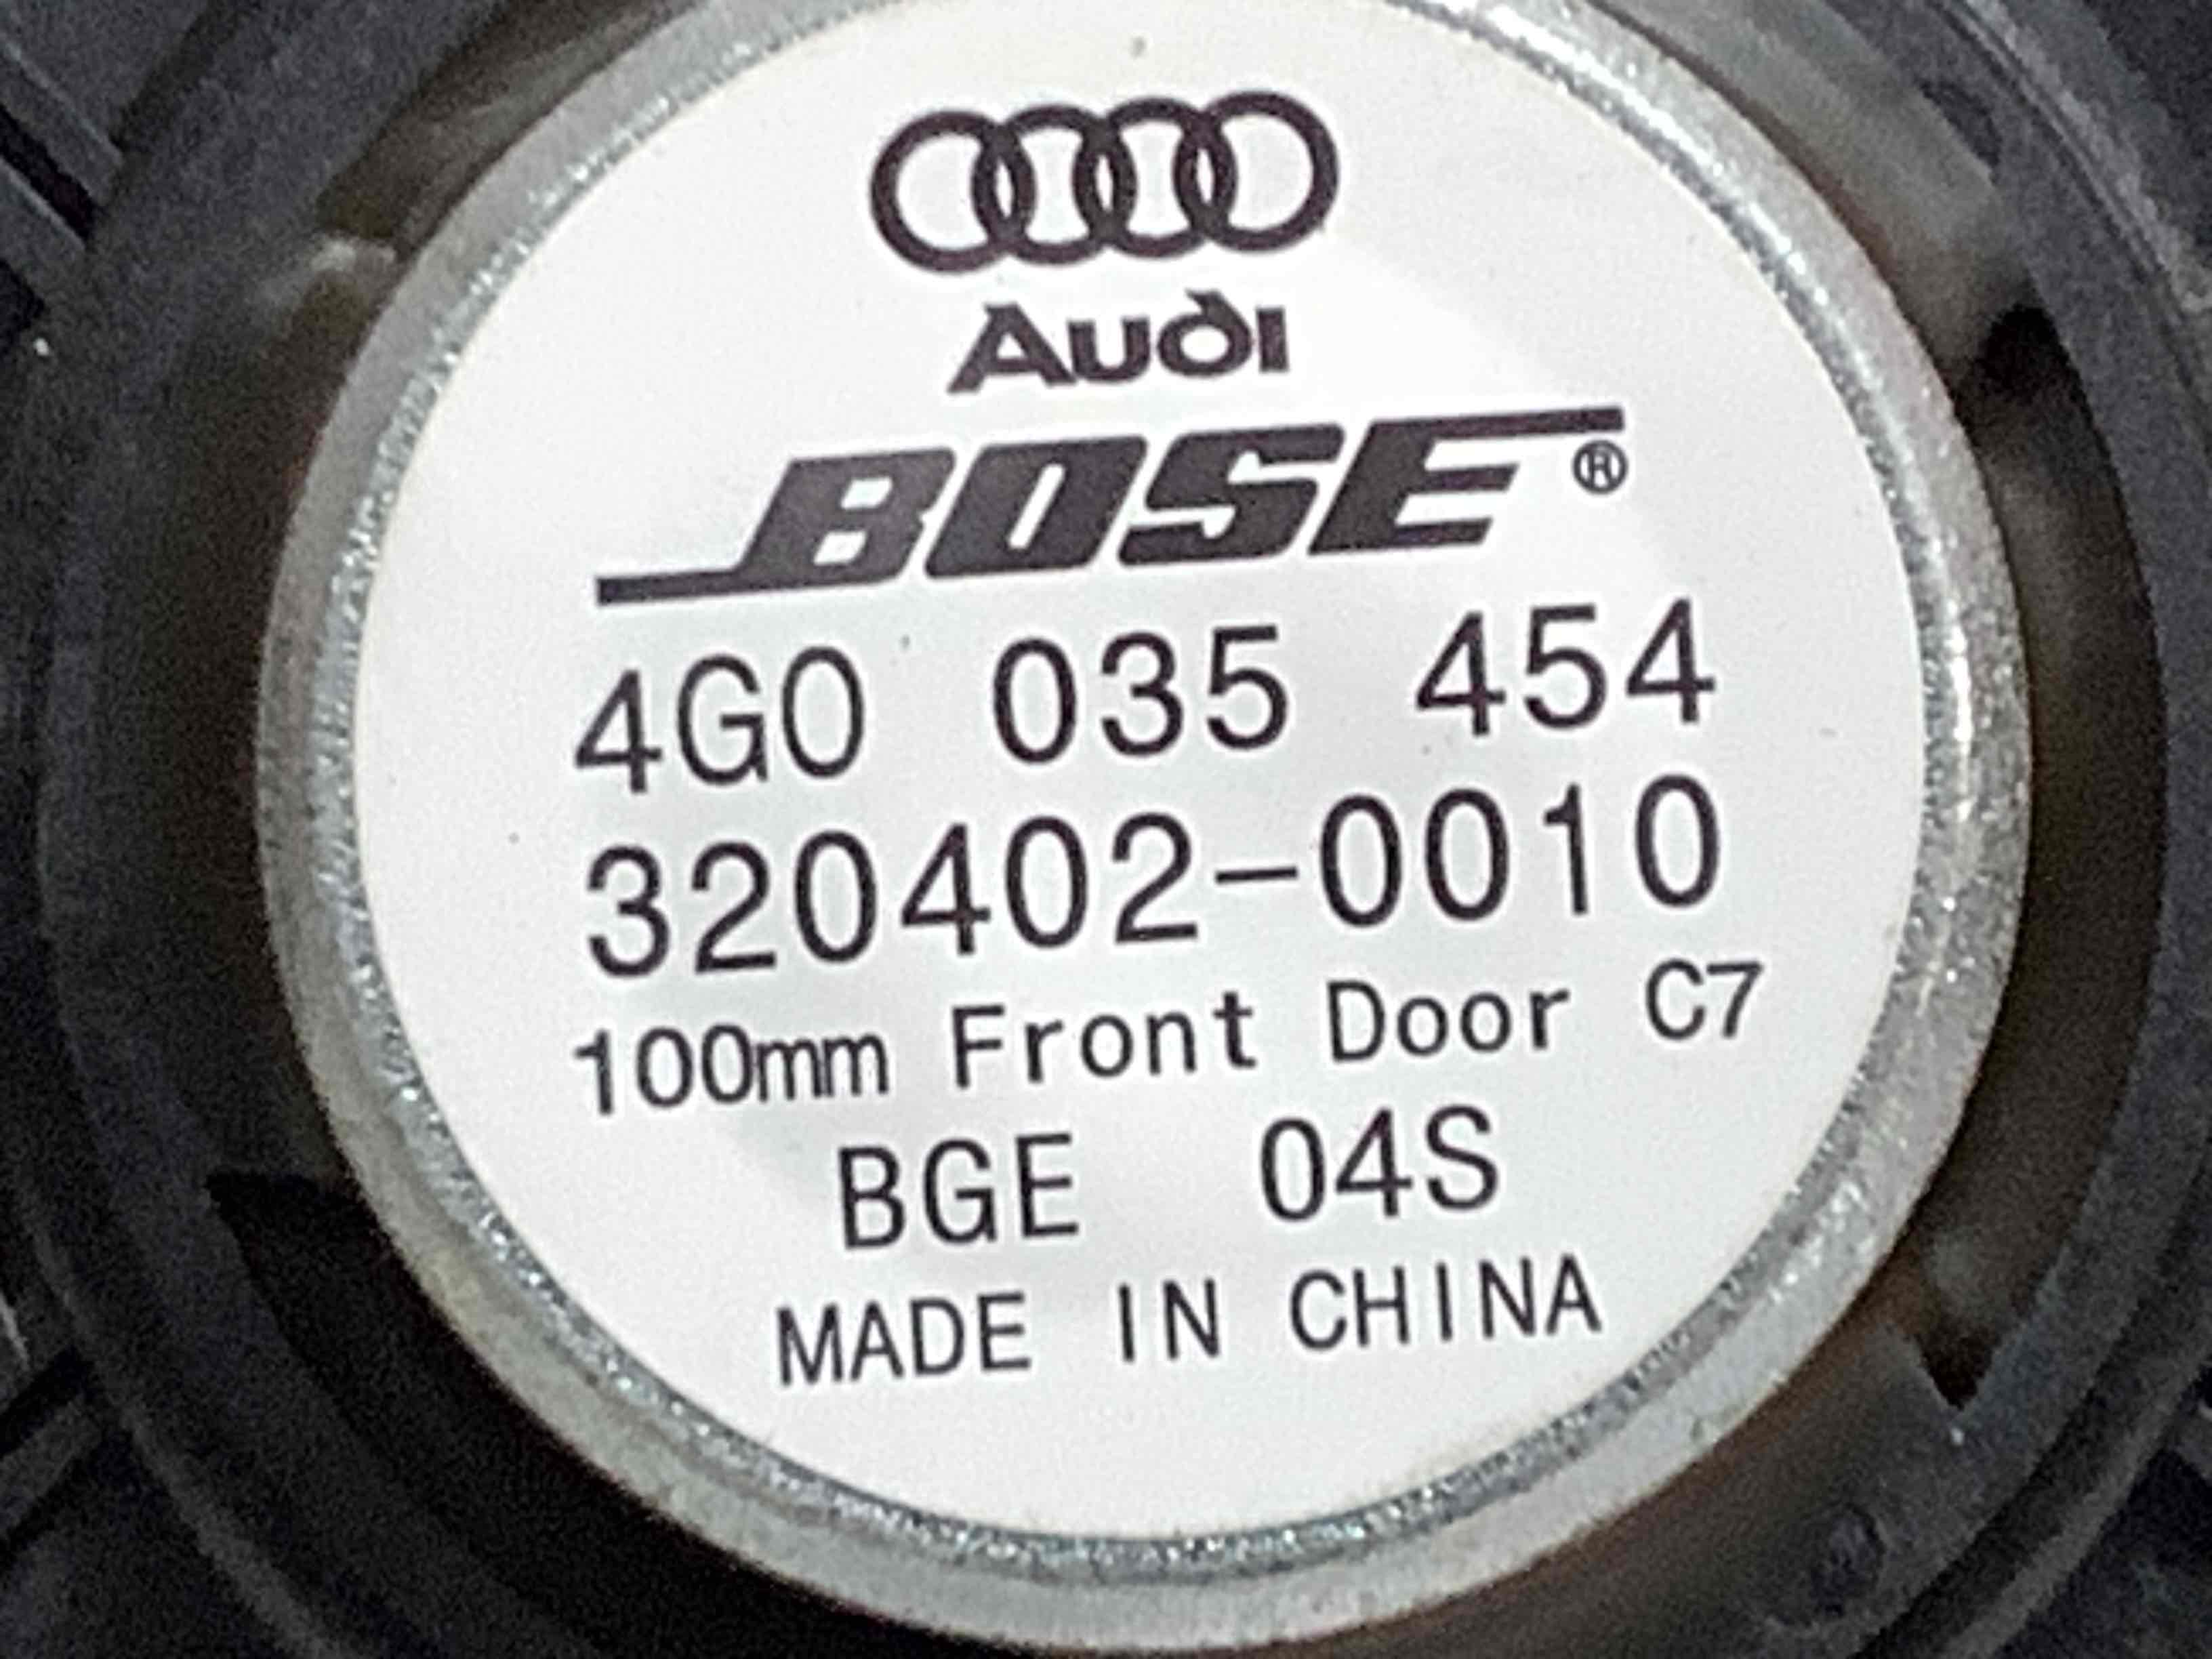 Audi
BOSE®
4G0 035 454
320402-0010
100mm Front Door C7
BGE 04S
MADE IN CHINA